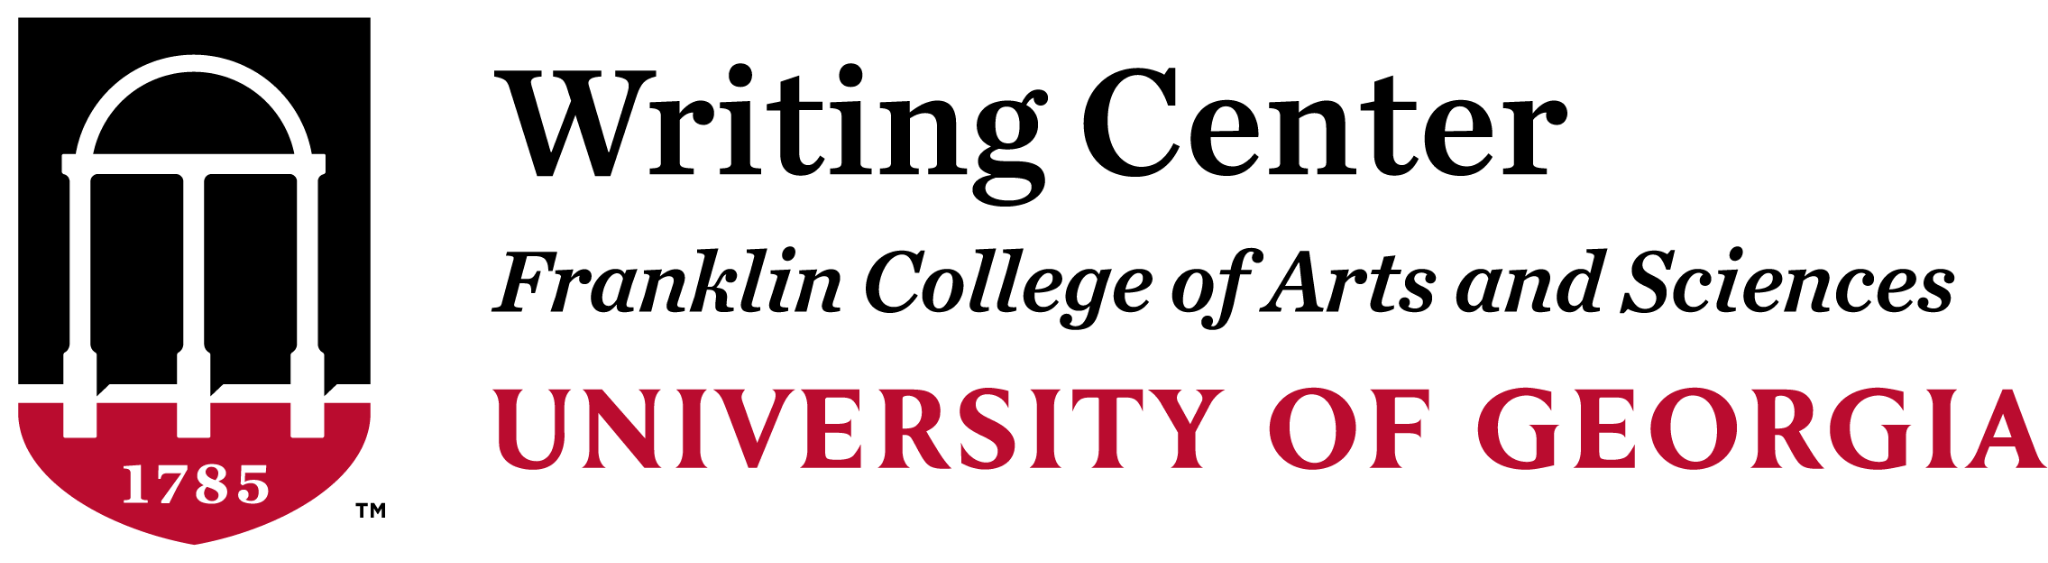 Writing Center
Franklin College of Arts and Sciences
UNIVERSITY OF GEORGIA
1785
TM